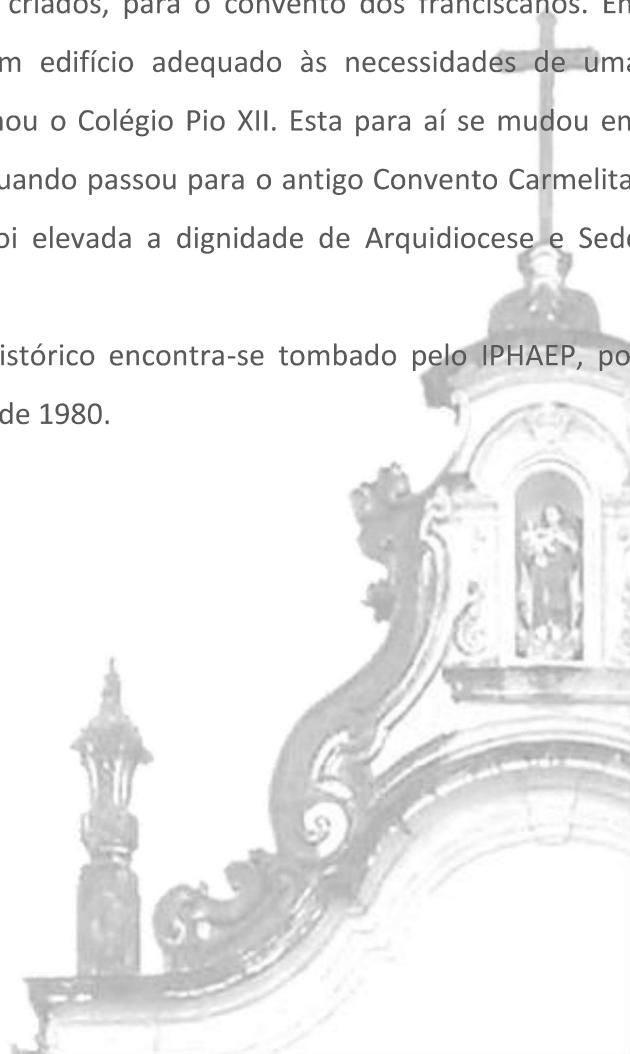 criados, para o convento dos franciscanos. Em
m edifício adequado às necessidades de uma
nou o Colégio Pio XII. Esta para aí se mudou em
uando passou para o antigo Convento Carmelita,
oi elevada a dignidade de Arquidiocese e Sede
istórico encontra-se tombado pelo IPHAEP, po
de 1980.